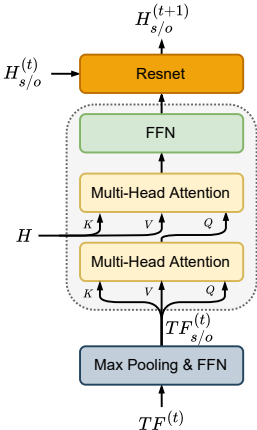 H_{s/o}^{(t+1)}
H_{s/o}^{(t)}
Resnet
FFN
Multi-Head Attention
K V Q
H
Multi-Head Attention
K V Q
TF_{s/o}^{(t)}
Max Pooling & FFN
TF^{(t)}